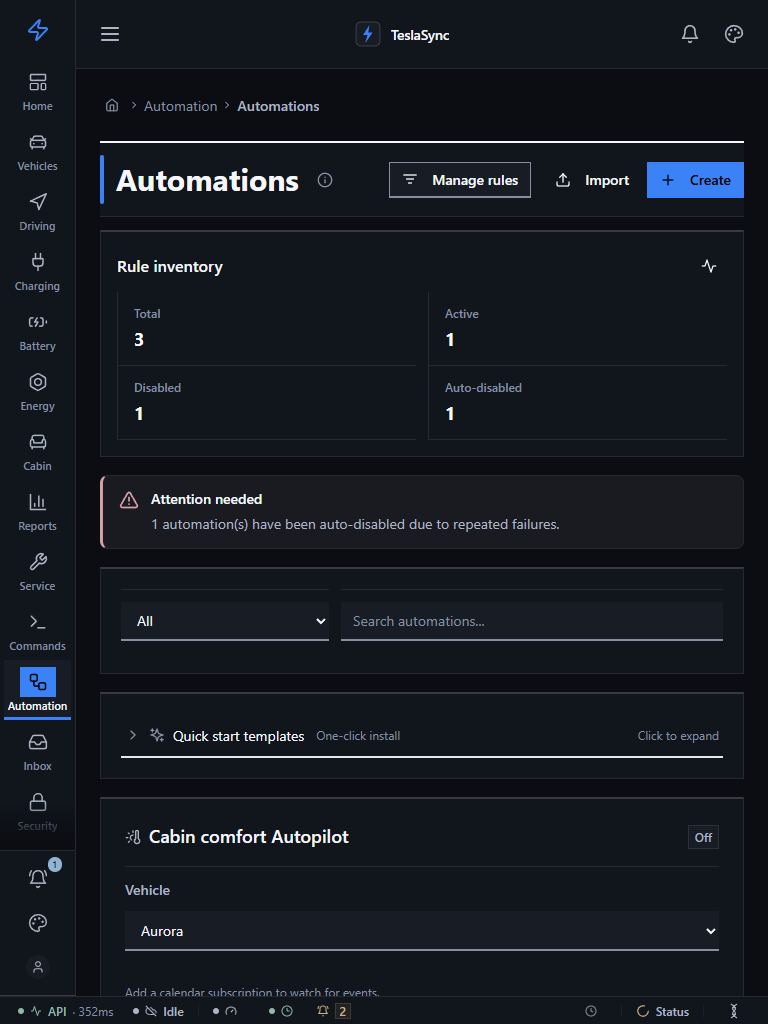 TeslaSync
Home
Vehicles
Driving
Charging
Battery
Energy
Cabin
Reports
Service
Commands
Automation
Inbox
Security
1
Automation
Automations
Automations
Manage rules
Import
Create
Rule inventory
Total
3
Active
1
Disabled
1
Auto-disabled
1
Attention needed
1 automation(s) have been auto-disabled due to repeated failures.
All
Search automations...
Quick start templates
One-click install
Click to expand
Cabin comfort Autopilot
Off
Vehicle
Aurora
Add a calendar subscription to watch for events.
API · 352ms
Idle
2
Status